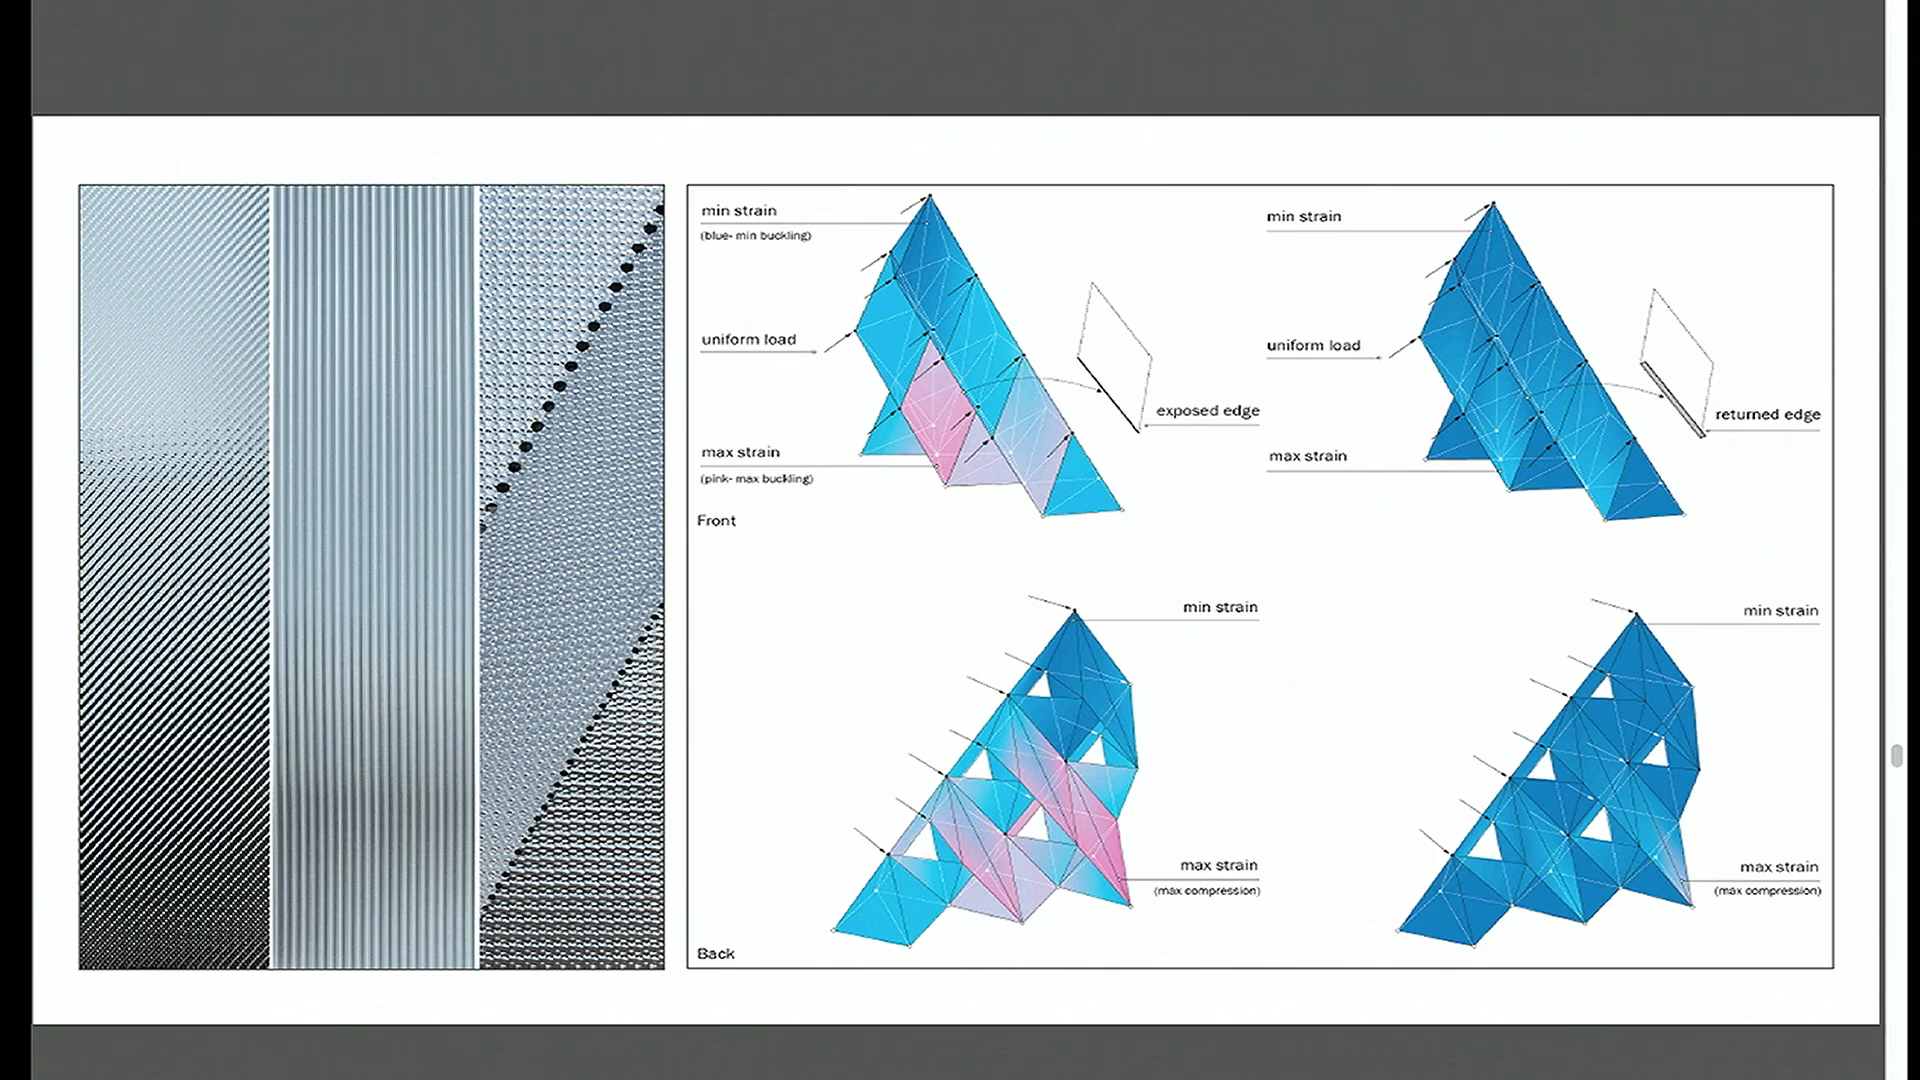 min strain
(blue- min buckling)
uniform load
exposed edge
max strain
(pink- max buckling)
Front
min strain
uniform load
returned edge
max strain
min strain
max strain
(max compression)
Back
min strain
max strain
(max compression)